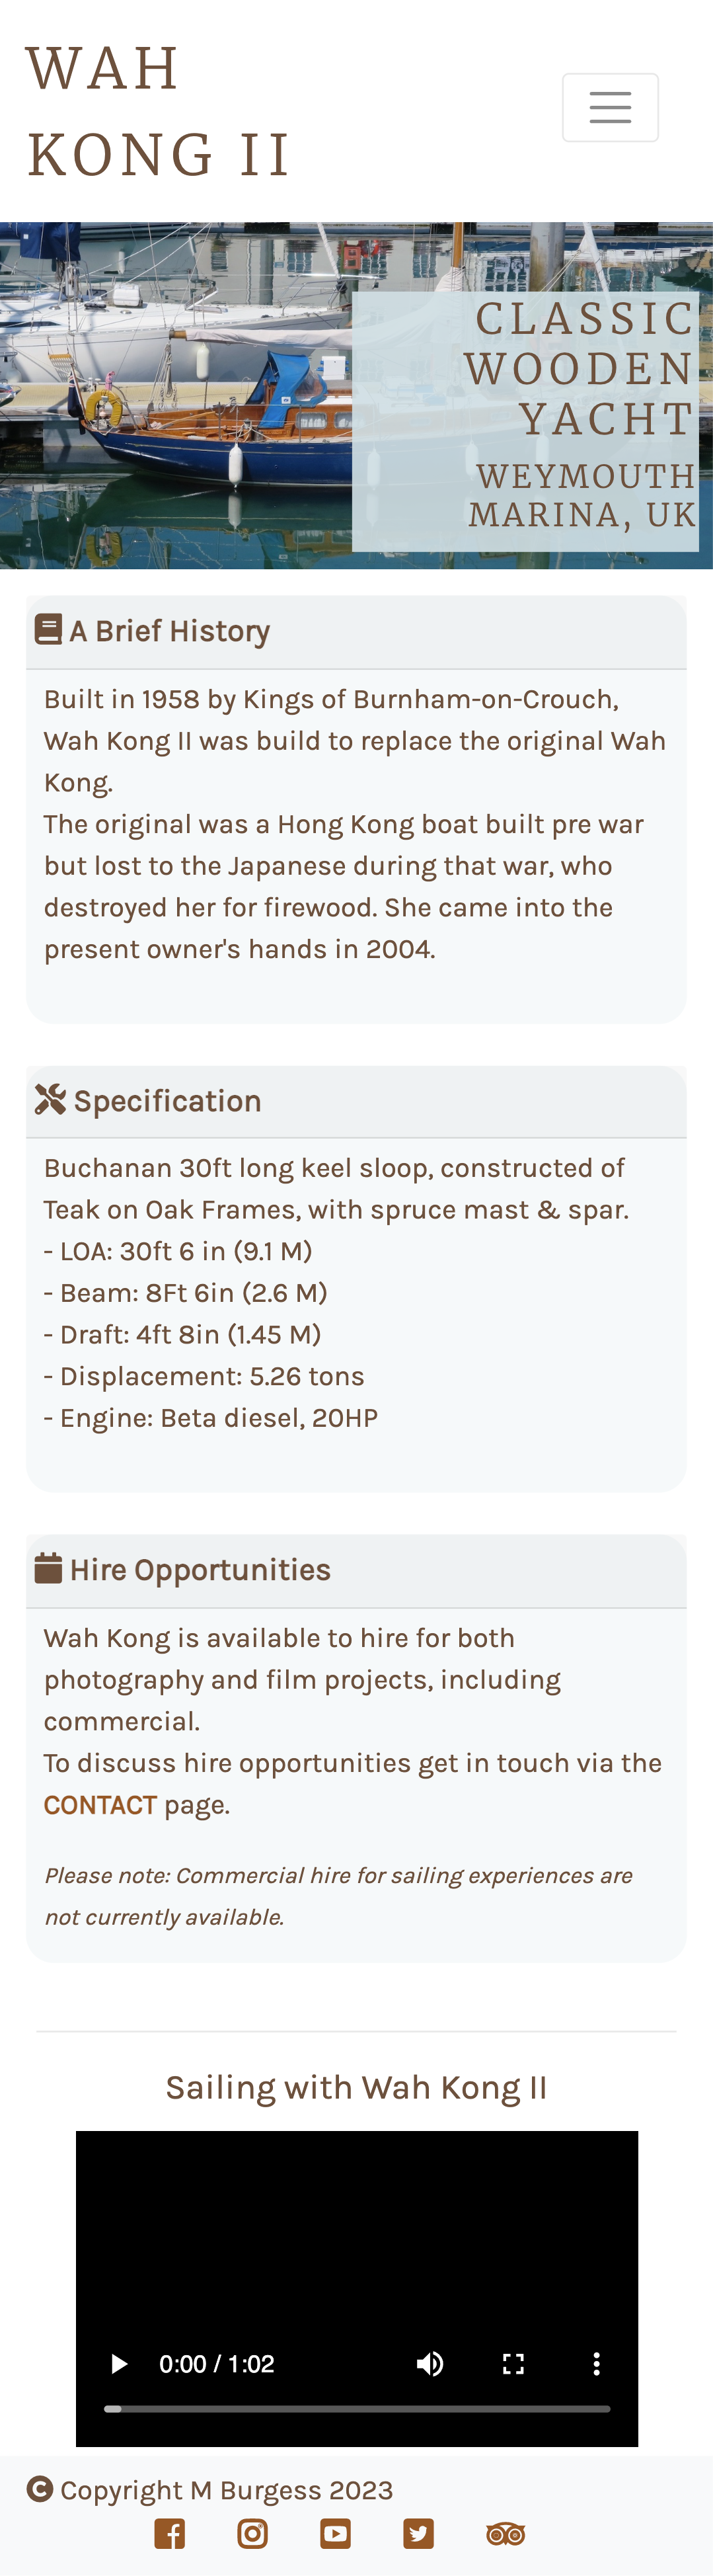 WAH
KONG II
CLASSIC
WOODEN
YACHT
WEYMOUTH
MARINA, UK
A Brief History
Built in 1958 by Kings of Burnham-on-Crouch,
Wah Kong II was build to replace the original Wah
Kong.
The original was a Hong Kong boat built pre war
but lost to the Japanese during that war, who
destroyed her for firewood. She came into the
present owner's hands in 2004.
Specification
Buchanan 30ft long keel sloop, constructed of
Teak on Oak Frames, with spruce mast & spar.
- LOA: 30ft 6 in (9.1 M)
- Beam: 8Ft 6in (2.6 M)
- Draft: 4ft 8in (1.45 M)
- Displacement: 5.26 tons
- Engine: Beta diesel, 20HP
Hire Opportunities
Wah Kong is available to hire for both
photography and film projects, including
commercial.
To discuss hire opportunities get in touch via the
CONTACT page.
Please note: Commercial hire for sailing experiences are
not currently available.
Sailing with Wah Kong II
0:00 / 1:02
Copyright M Burgess 2023